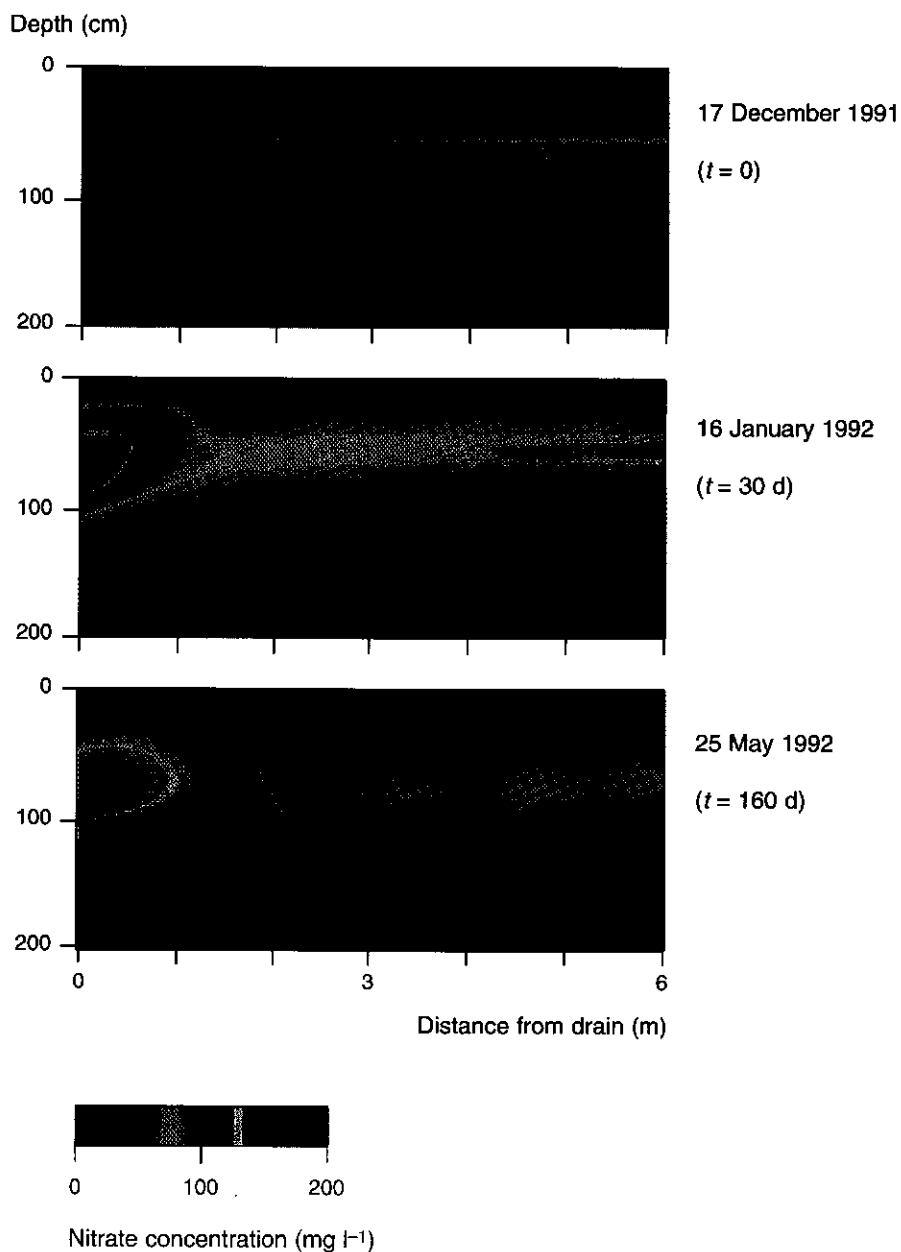 Depth (cm)
0
100
200
17 December 1991
(t = 0)
0
100
200
16 January 1992
(t = 30 d)
0
100
200
25 May 1992
(t = 160 d)
0
3
6
Distance from drain (m)
0
100
200
Nitrate concentration (mg l–1)